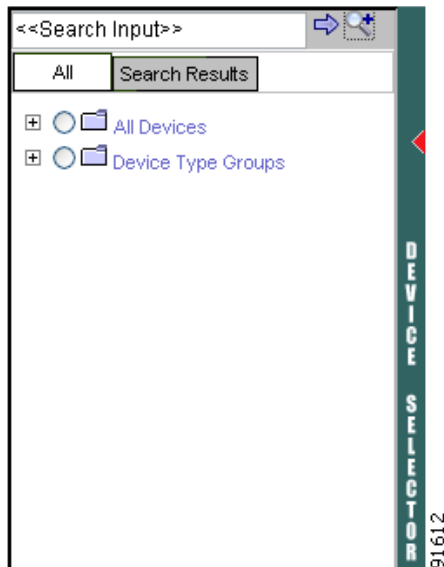 <<Search Input>>
All
Search Results
All Devices
Device Type Groups
DEVICE SELECTOR
91612